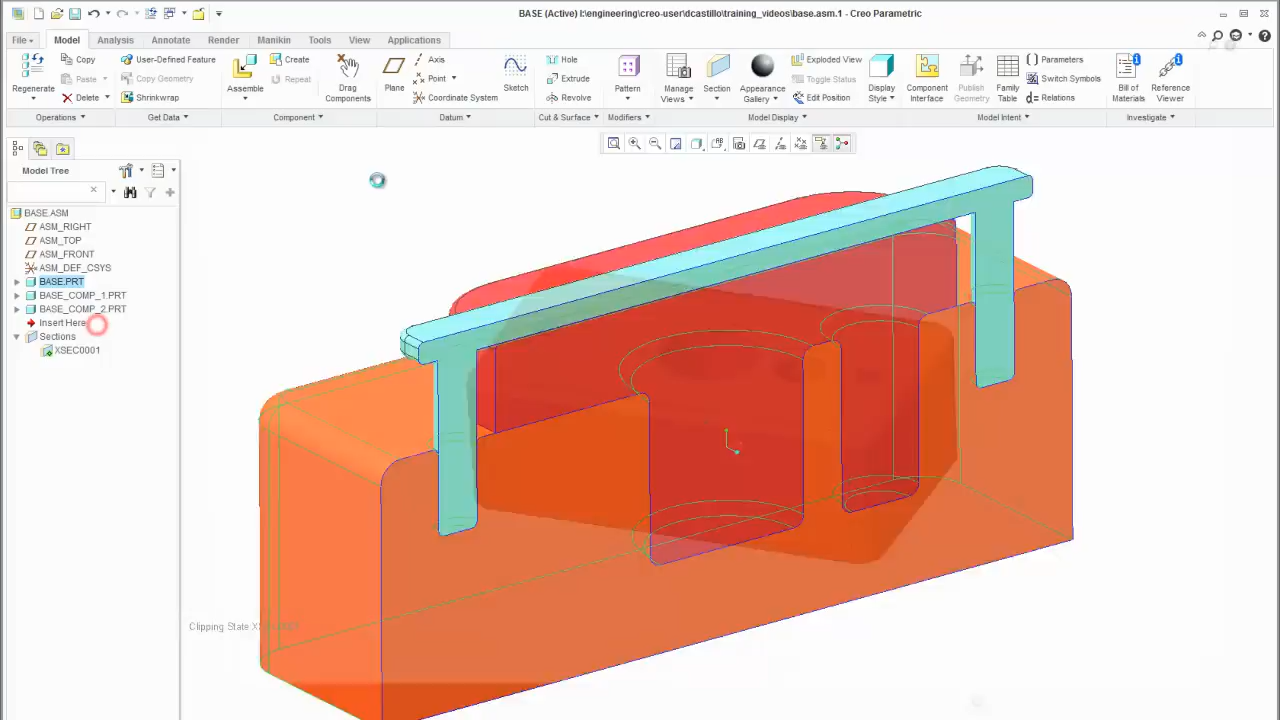 BASE (Active) I:\engineering\creo-user\dcastillo\training_videos\base.asm.1 - Creo Parametric
File Model Analysis Annotate Render Manikin Tools View Applications
Regenerate
Copy
Paste
Delete
Operations
User-Defined Feature
Copy Geometry
Shrinkwrap
Get Data
Assemble
Create
Repeat
Drag
Components
Component
Plane
Axis
Point
Coordinate System
Sketch
Datum
Hole
Extrude
Revolve
Cut & Surface
Pattern
Modifiers
Manage
Views
Section
Appearance
Gallery
Exploded View
Toggle Status
Edit Position
Display
Style
Model Display
Component
Interface
Publish
Geometry
Family
Table
Parameters
Switch Symbols
Relations
Model Intent
Bill of
Materials
Reference
Viewer
Investigate
Model Tree
BASE.ASM
ASM_RIGHT
ASM_TOP
ASM_FRONT
ASM_DEF_CSYS
BASE.PRT
BASE_COMP_1.PRT
BASE_COMP_2.PRT
Insert Here
Sections
XSEC0001
Clipping State